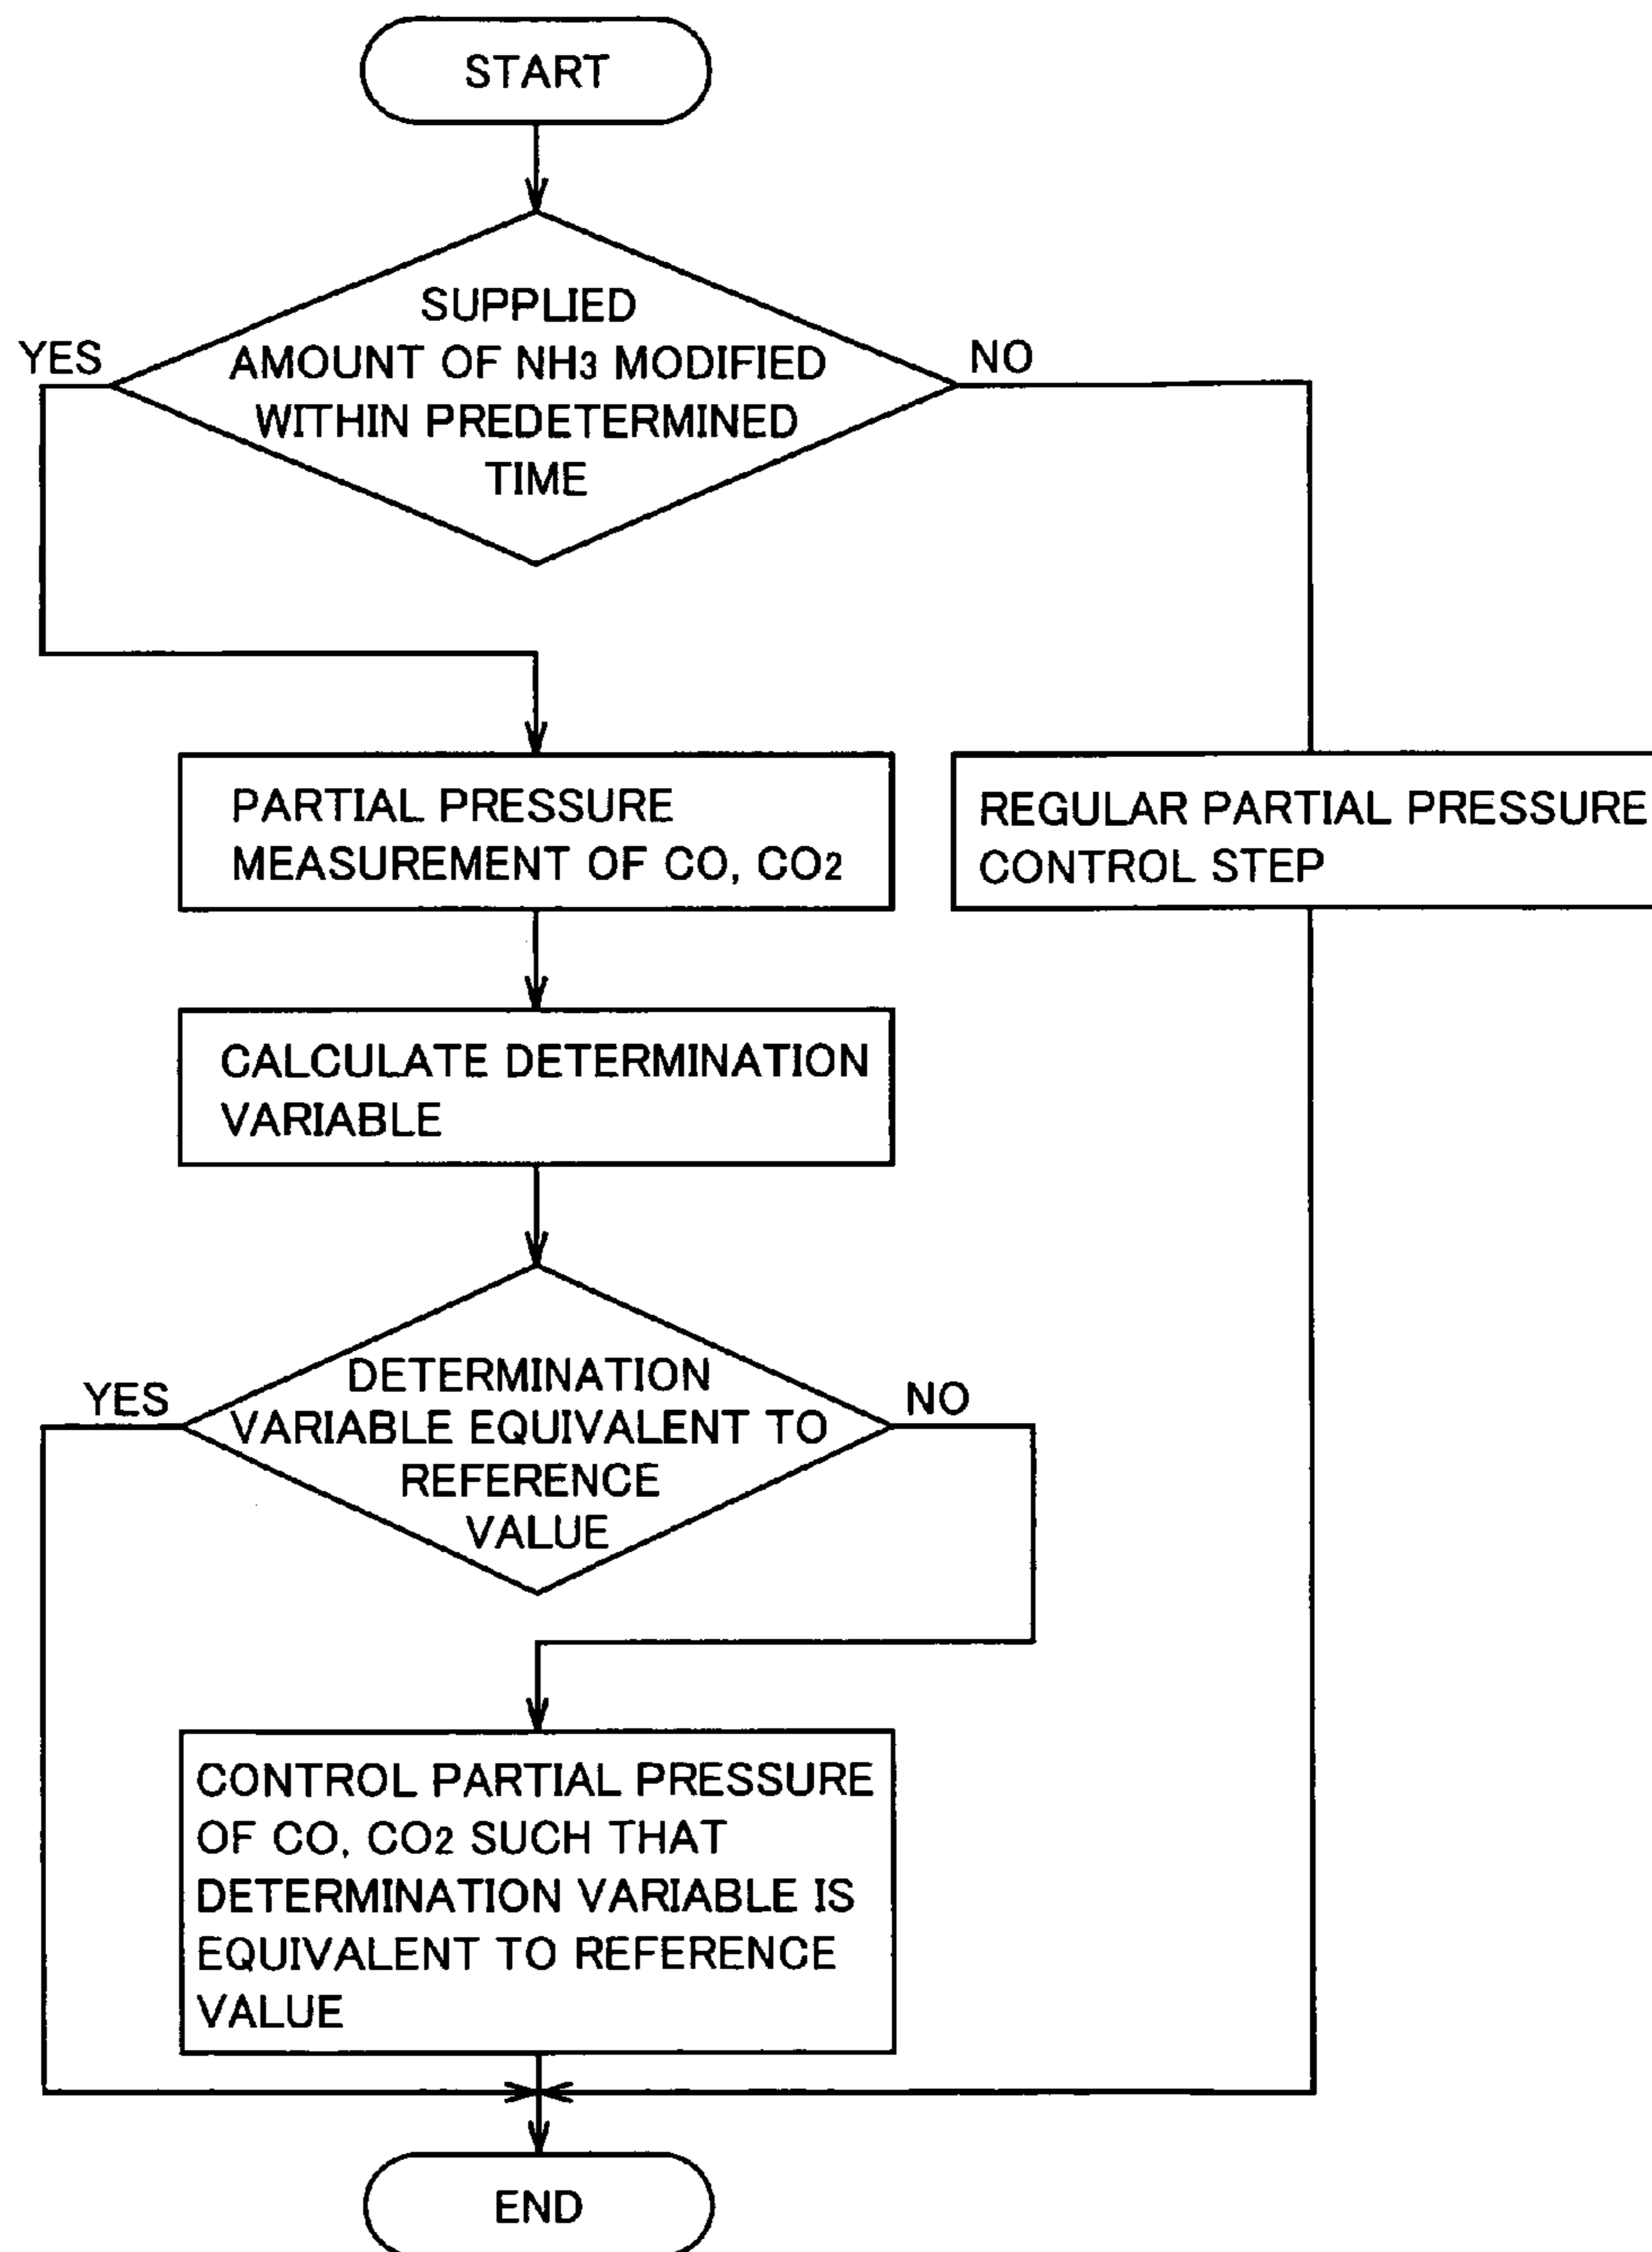 START
SUPPLIED
AMOUNT OF NH3 MODIFIED
WITHIN PREDETERMINED
TIME
YES
NO
PARTIAL PRESSURE
MEASUREMENT OF CO, CO2
REGULAR PARTIAL PRESSURE
CONTROL STEP
CALCULATE DETERMINATION
VARIABLE
DETERMINATION
VARIABLE EQUIVALENT TO
REFERENCE
VALUE
YES
NO
CONTROL PARTIAL PRESSURE
OF CO, CO2 SUCH THAT
DETERMINATION VARIABLE IS
EQUIVALENT TO REFERENCE
VALUE
END